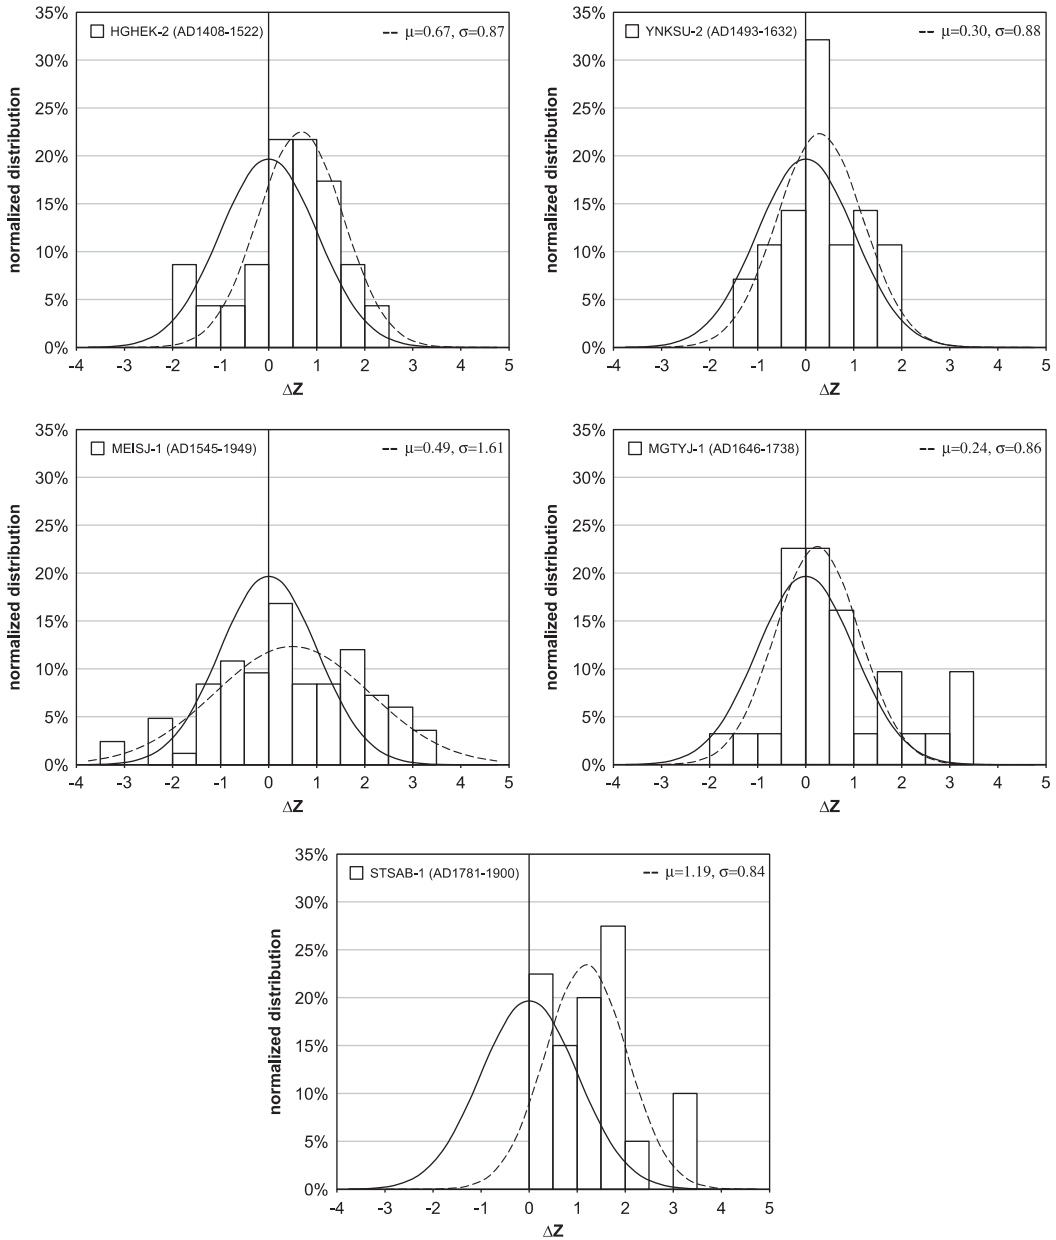 HGHEK-2 (AD1408-1522)
-- μ=0.67, σ=0.87
35%
30%
25%
20%
15%
10%
5%
0%
normalized distribution
-4 -3 -2 -1 0 1 2 3 4 5
ΔZ
YNKSU-2 (AD1493-1632)
-- μ=0.30, σ=0.88
35%
30%
25%
20%
15%
10%
5%
0%
normalized distribution
-4 -3 -2 -1 0 1 2 3 4 5
ΔZ
MEISJ-1 (AD1545-1949)
-- μ=0.49, σ=1.61
35%
30%
25%
20%
15%
10%
5%
0%
normalized distribution
-4 -3 -2 -1 0 1 2 3 4 5
ΔZ
MGTYJ-1 (AD1646-1738)
-- μ=0.24, σ=0.86
35%
30%
25%
20%
15%
10%
5%
0%
normalized distribution
-4 -3 -2 -1 0 1 2 3 4 5
ΔZ
STSAB-1 (AD1781-1900)
-- μ=1.19, σ=0.84
35%
30%
25%
20%
15%
10%
5%
0%
normalized distribution
-4 -3 -2 -1 0 1 2 3 4 5
ΔZ